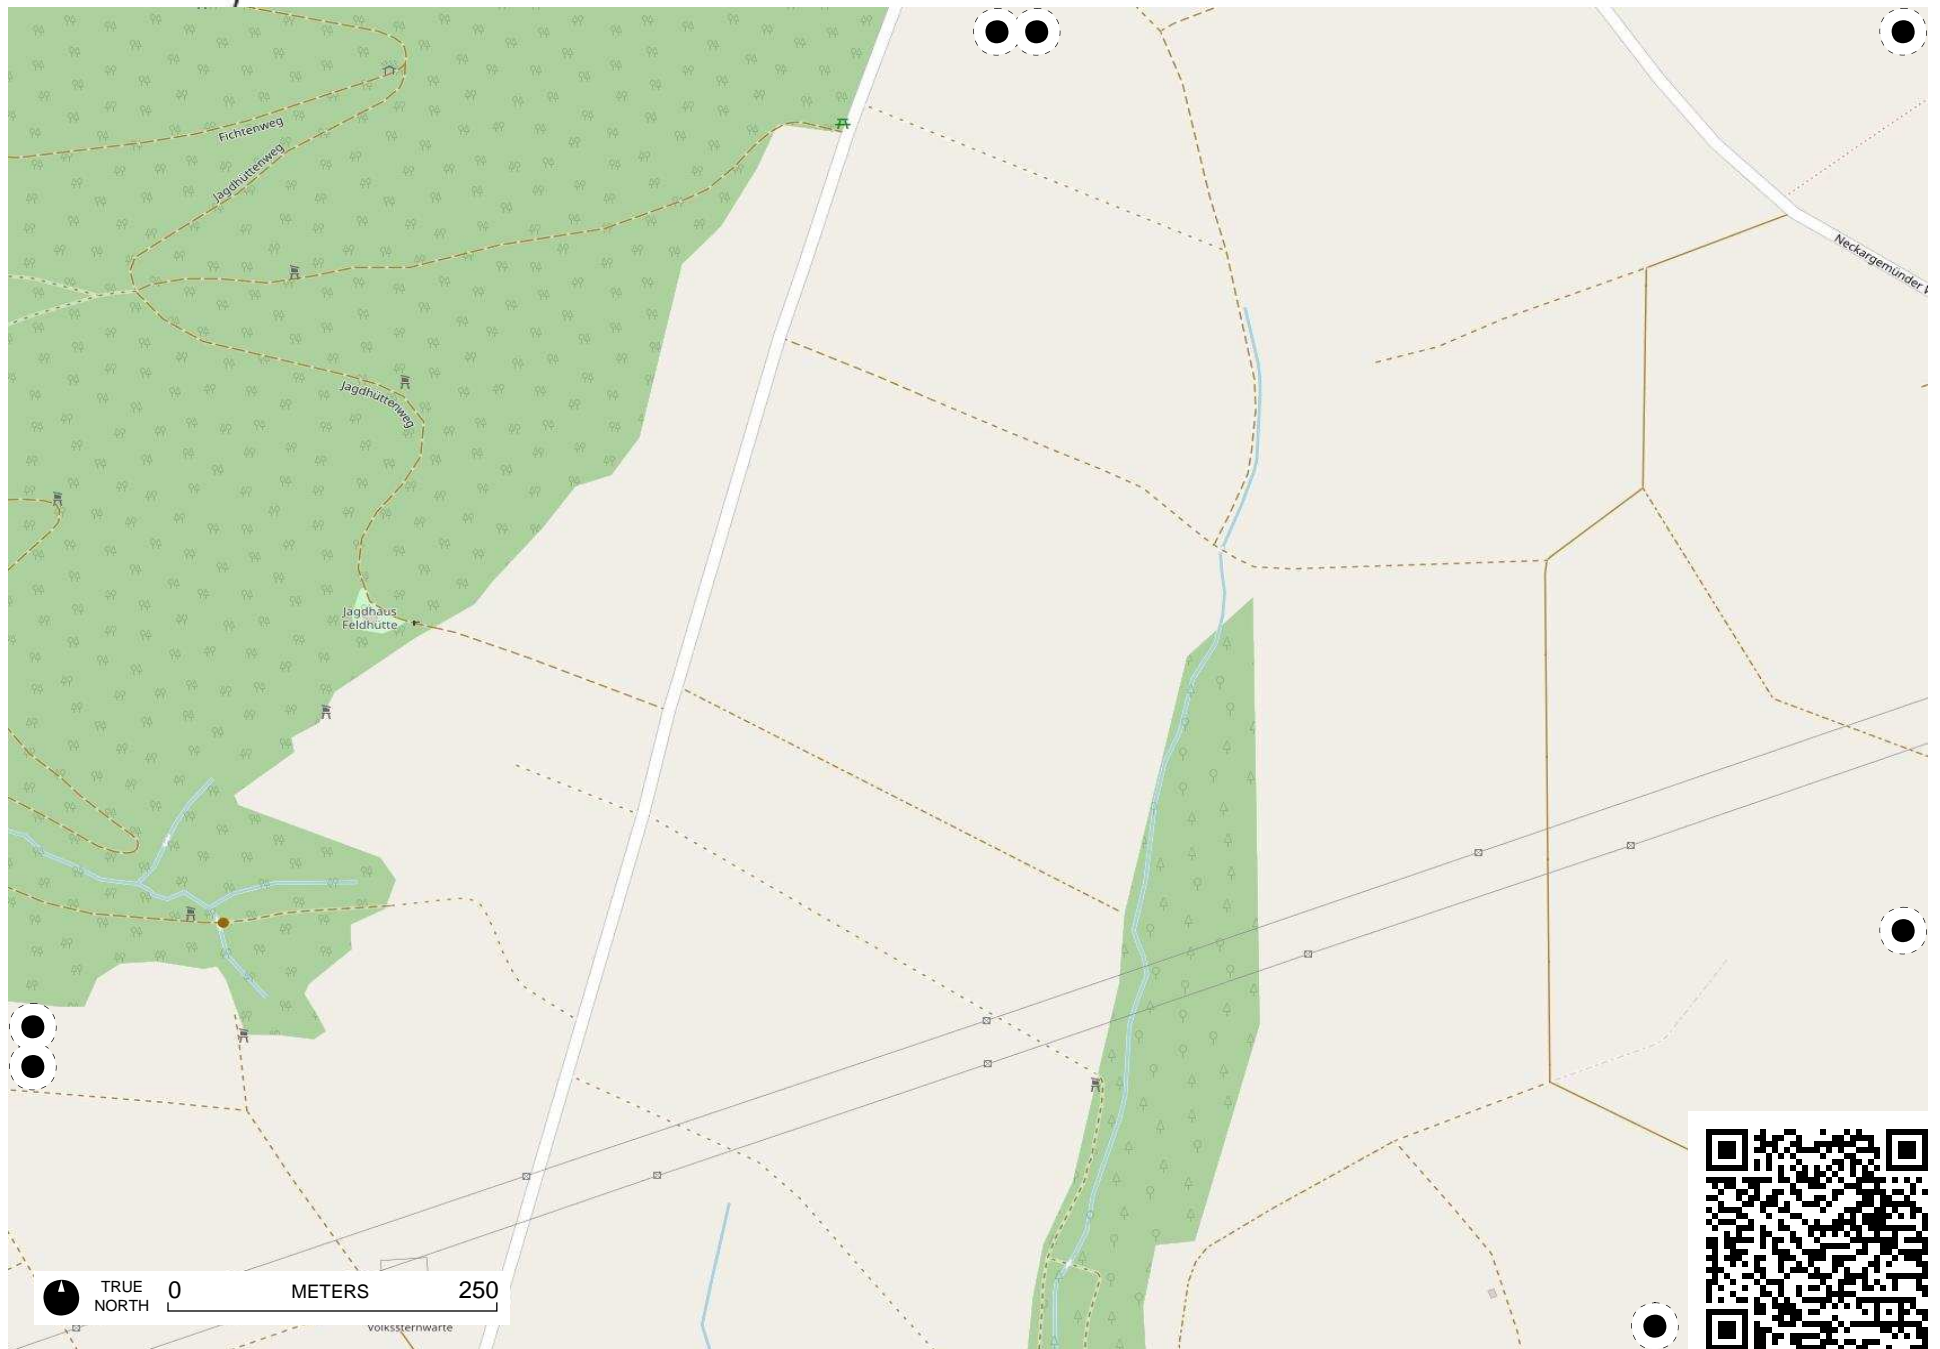 Fichtenweg
Jagdhüttenweg
Neckargemünder
Jagdhüttenweg
Jagdhaus
Feldhütte
TRUE
NORTH
0
METERS
250
Volkssternwarte